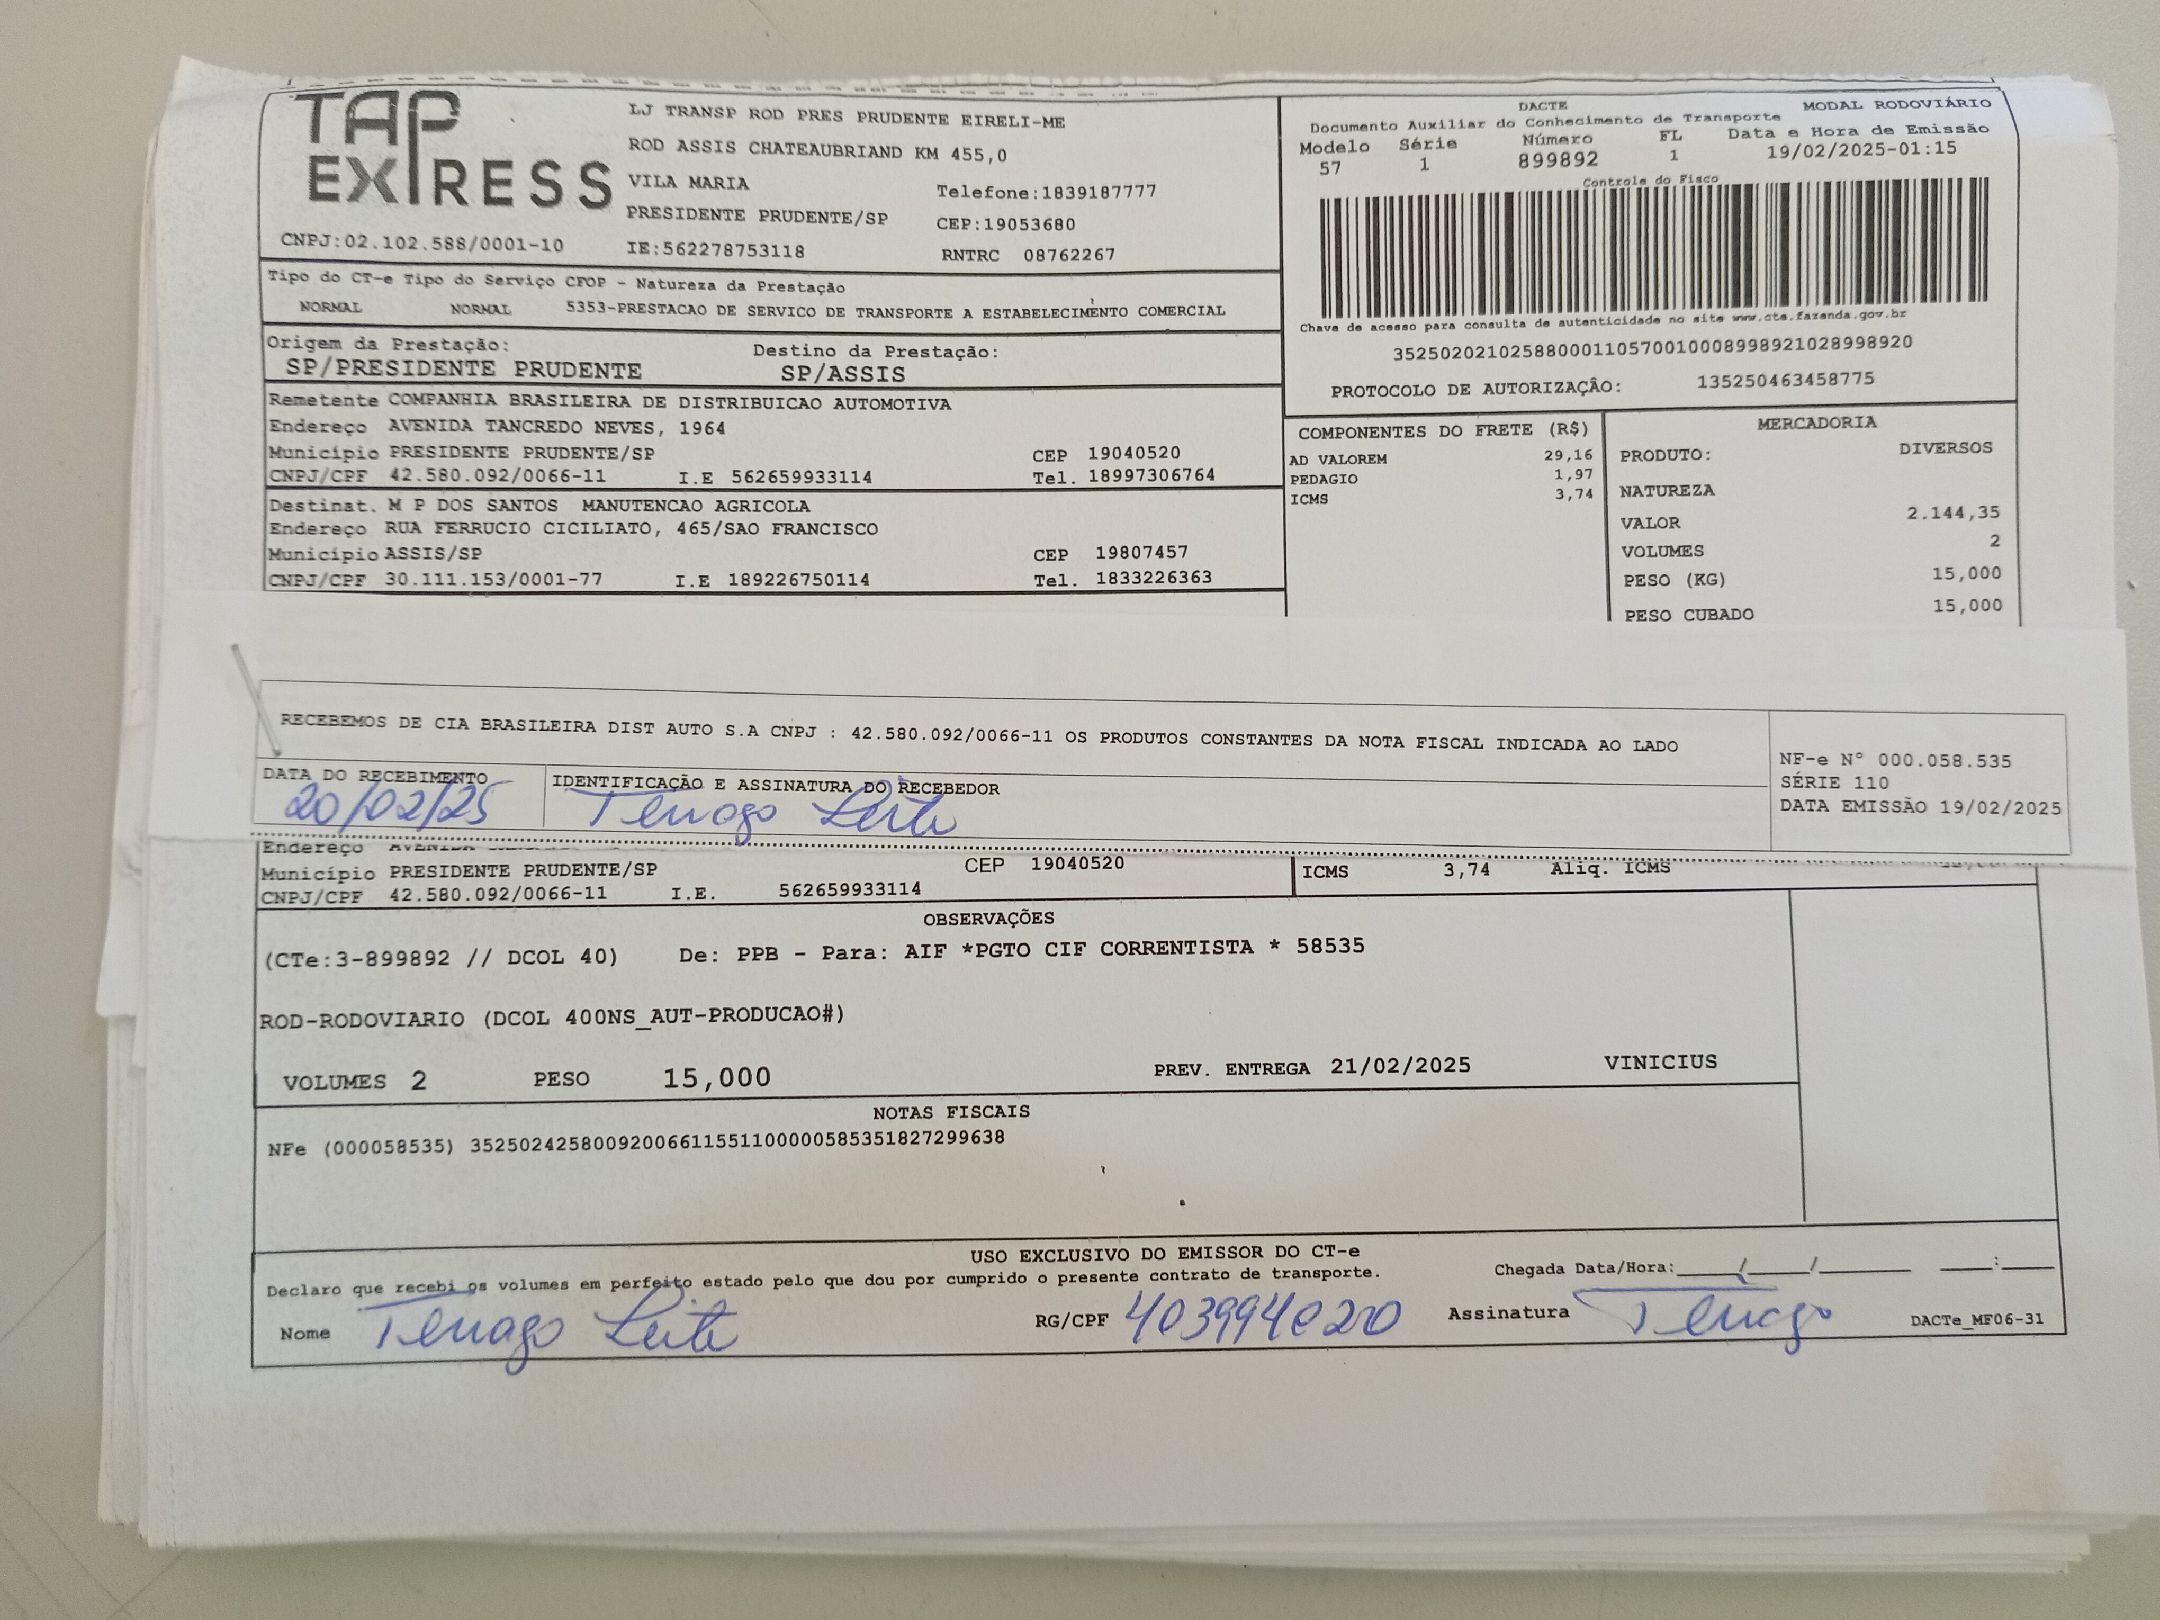 TAP
EXPRESS
LJ TRANSP ROD PRES PRUDENTE EIRELI-ME
ROD ASSIS CHATEAUBRIAND KM 455,0
VILA MARIA
Telefone:1839187777
PRESIDENTE PRUDENTE/SP
CEP:19053680
CNPJ:02.102.588/0001-10
IE:562278753118
RNTRC 08762267
DACTE
MODAL RODOVIÁRIO
Documento Auxiliar do Conhecimento de Transporte
Modelo Série Número FL Data e Hora de Emissão
57 1 899892 1 19/02/2025-01:15
Controle do Fisco
Chave de acesso para consulta de autenticidade no site www.cte.fazenda.gov.br
35250202102588000110570010008998921028998920
PROTOCOLO DE AUTORIZAÇÂO: 135250463458775
Tipo do CT-e Tipo do Serviço CFOP - Natureza da Prestação
NORMAL NORMAL 5353-PRESTACAO DE SERVICO DE TRANSPORTE A ESTABELECIMENTO COMERCIAL
Origem da Prestação: Destino da Prestação:
SP/PRESIDENTE PRUDENTE SP/ASSIS
Remetente COMPANHIA BRASILEIRA DE DISTRIBUICAO AUTOMOTIVA
Endereço AVENIDA TANCREDO NEVES, 1964
Município PRESIDENTE PRUDENTE/SP CEP 19040520
CNPJ/CPF 42.580.092/0066-11 I.E 562659933114 Tel. 18997306764
Destinat. M P DOS SANTOS MANUTENCAO AGRICOLA
Endereço RUA FERRUCIO CICILIATO, 465/SAO FRANCISCO
Município ASSIS/SP CEP 19807457
CNPJ/CPF 30.111.153/0001-77 I.E 189226750114 Tel. 1833226363
COMPONENTES DO FRETE (R$)
AD VALOREM 29,16
PEDAGIO 1,97
ICMS 3,74
MERCADORIA
PRODUTO: DIVERSOS
NATUREZA
VALOR 2.144,35
VOLUMES 2
PESO (KG) 15,000
PESO CUBADO 15,000
RECEBEMOS DE CIA BRASILEIRA DIST AUTO S.A CNPJ : 42.580.092/0066-11 OS PRODUTOS CONSTANTES DA NOTA FISCAL INDICADA AO LADO
DATA DO RECEBIMENTO IDENTIFICAÇÃO E ASSINATURA DO RECEBEDOR
20/02/25 Leite
NF-e Nº 000.058.535
SÉRIE 110
DATA EMISSÃO 19/02/2025
Endereço AVENIDA
Município PRESIDENTE PRUDENTE/SP CEP 19040520
CNPJ/CPF 42.580.092/0066-11 I.E. 562659933114
ICMS 3,74 Aliq. ICMS
OBSERVAÇÕES
(CTe:3-899892 // DCOL 40) De: PPB - Para: AIF *PGTO CIF CORRENTISTA * 58535
ROD-RODOVIARIO (DCOL 400NS_AUT-PRODUCAO#)
VOLUMES 2 PESO 15,000 PREV. ENTREGA 21/02/2025 VINICIUS
NOTAS FISCAIS
NFe (000058535) 35250242580092006611551100000585351827299638
USO EXCLUSIVO DO EMISSOR DO CT-e
Declaro que recebi os volumes em perfeito estado pelo que dou por cumprido o presente contrato de transporte.
Chegada Data/Hora:____/____/______ ____:____
Nome Leite RG/CPF Assinatura
DACTe_MF06-31